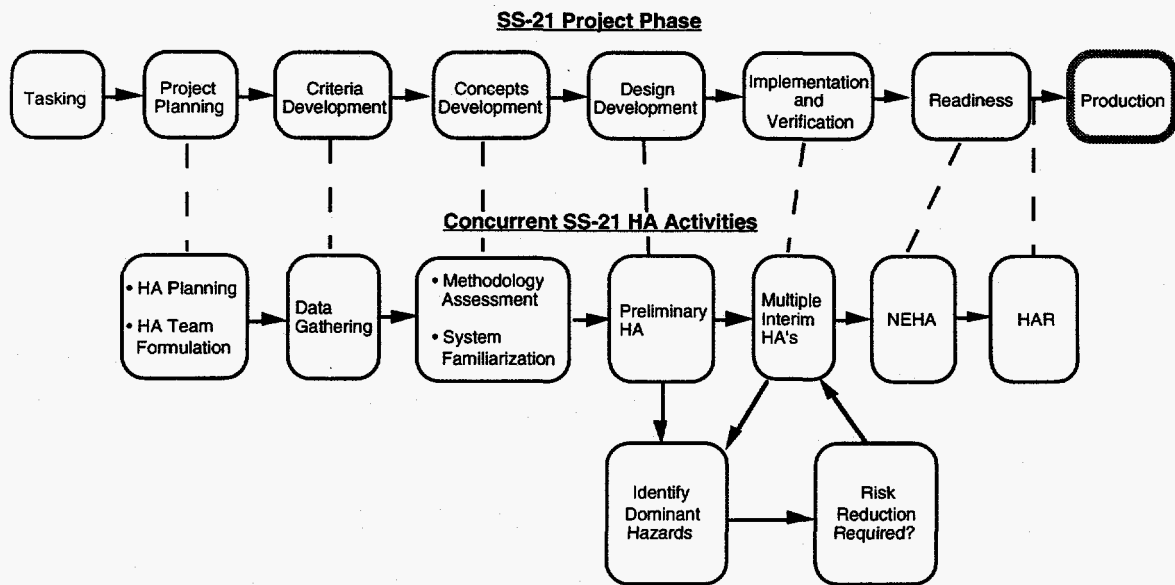 SS-21 Project Phase
Tasking
Project
Planning
Criteria
Development
Concepts
Development
Design
Development
Implementation
and
Verification
Readiness
Production
Concurrent SS-21 HA Activities
• HA Planning
• HA Team
Formulation
Data
Gathering
• Methodology
Assessment
• System
Familiarization
Preliminary
HA
Multiple
Interim
HA's
NEHA
HAR
Identify
Dominant
Hazards
Risk
Reduction
Required?